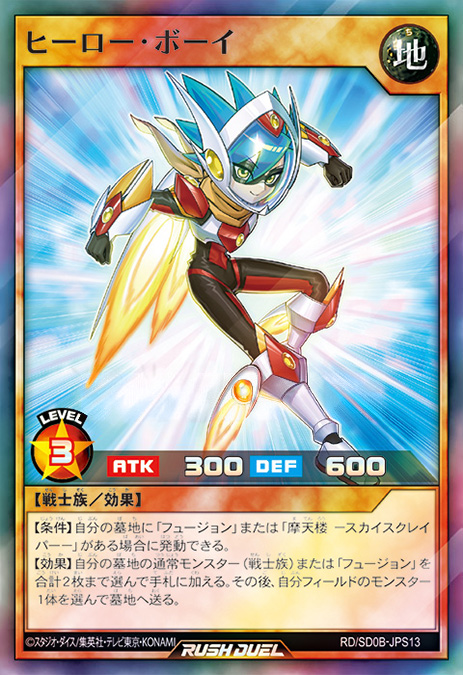 ヒーロー・ボーイ
地
LEVEL
3
ATK 300 DEF 600
【戦士族／効果】
【条件】自分の墓地に「フュージョン」または「摩天楼 －スカイスクレイ
パー－」がある場合に発動できる。
【効果】自分の墓地の通常モンスター（戦士族）または「フュージョン」を
合計2枚まで選んで手札に加える。その後、自分フィールドのモンスター
1体を選んで墓地へ送る。
©スタジオ・ダイス/集英社・テレビ東京・KONAMI
RUSH DUEL
RD/SD0B-JPS13